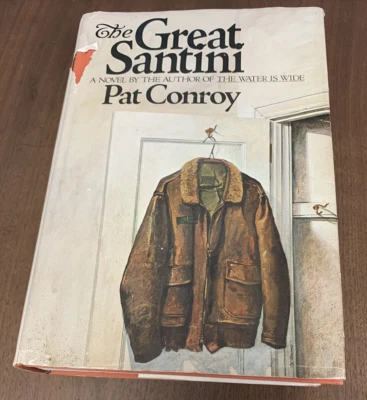 The Great
Santini
A NOVEL BY THE AUTHOR OF THE WATER IS WIDE
Pat Conroy